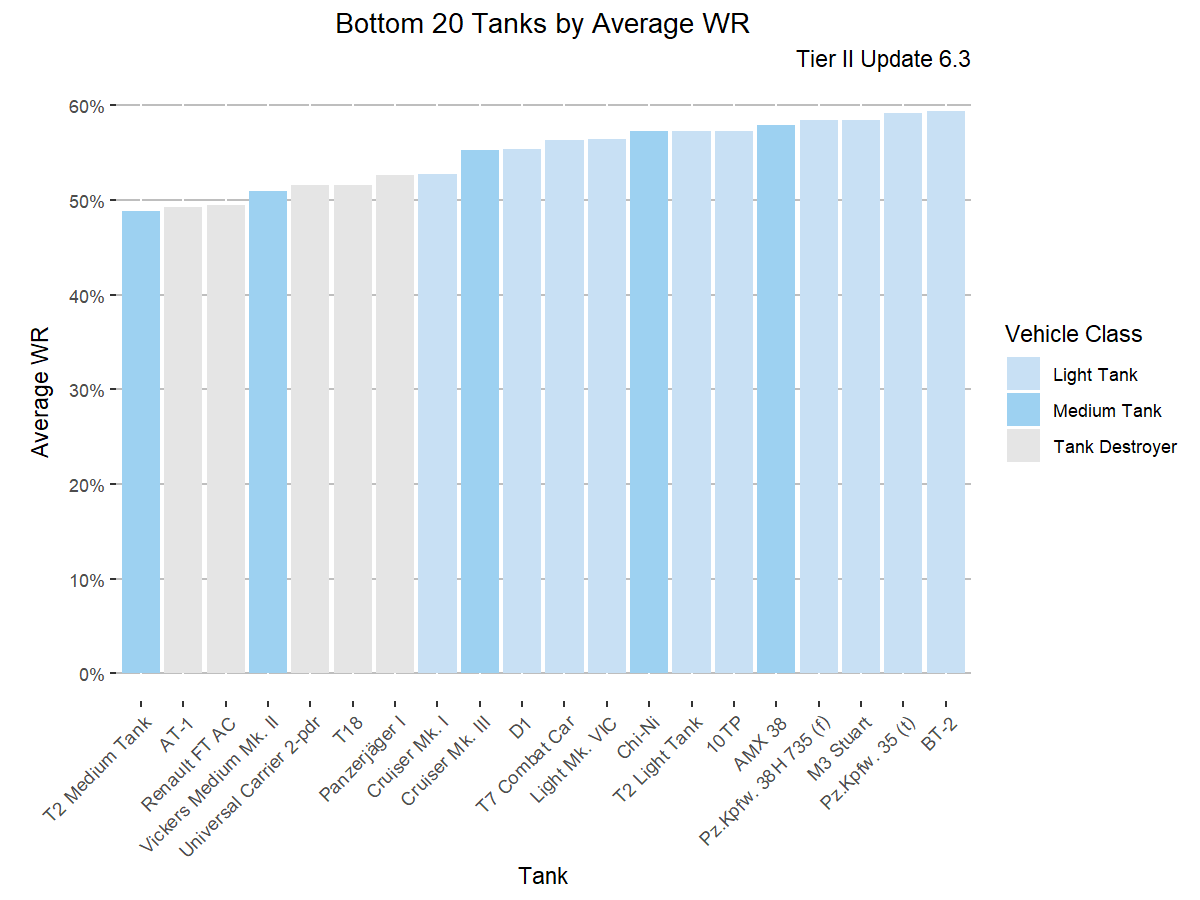 Bottom 20 Tanks by Average WR
Tier II Update 6.3
60%
50%
40%
30%
20%
10%
0%
Average WR
T2 Medium Tank
AT-1
Renault FT AC
Vickers Medium Mk. II
Universal Carrier 2-pdr
T18
Panzerjäger I
Cruiser Mk. I
Cruiser Mk. III
D1
T7 Combat Car
Light Mk. VIC
Chi-Ni
T2 Light Tank
10TP
AMX 38
Pz.Kpfw. 38H 735 (f)
M3 Stuart
Pz.Kpfw. 35 (t)
BT-2
Tank
Vehicle Class
Light Tank
Medium Tank
Tank Destroyer